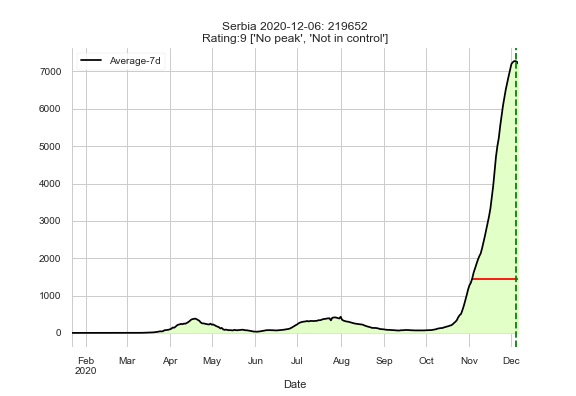 Serbia 2020-12-06: 219652
Rating:9 ['No peak', 'Not in control']
Average-7d
7000
6000
5000
4000
3000
2000
1000
0
Feb Mar Apr May Jun Jul Aug Sep Oct Nov Dec
2020
Date